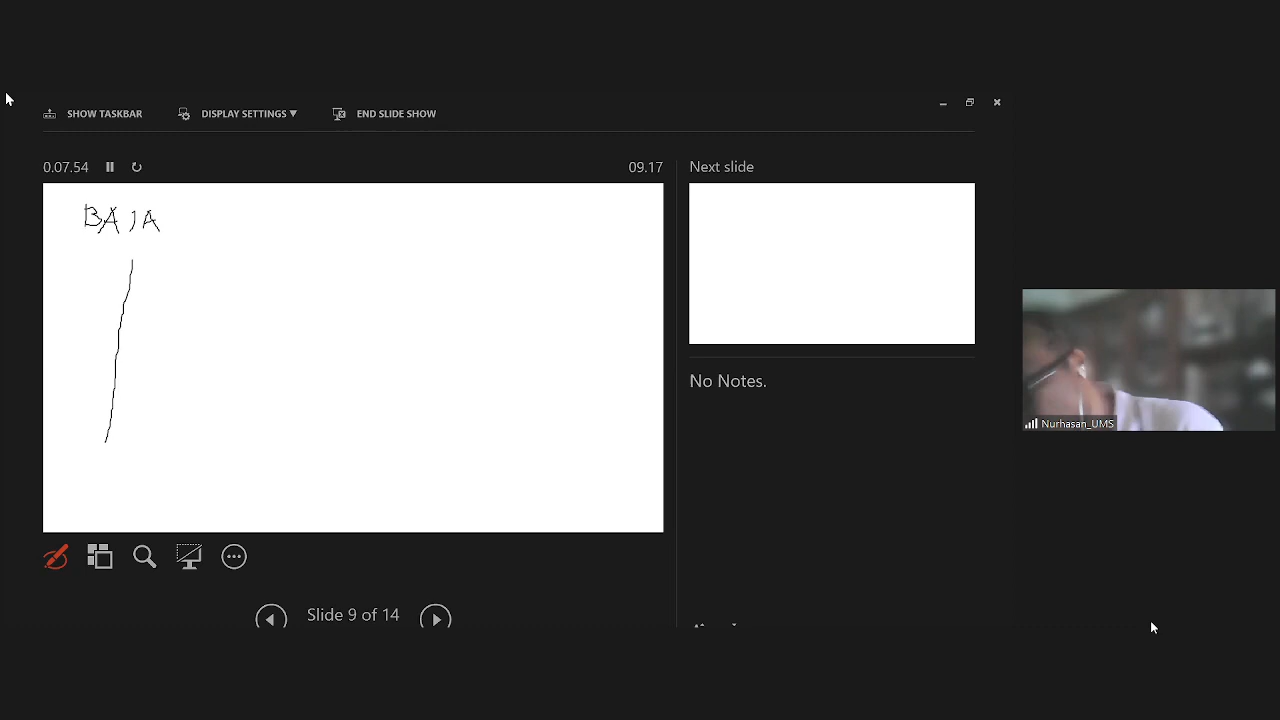 SHOW TASKBAR DISPLAY SETTINGS ▼ END SLIDE SHOW
0.07.54 09.17
Next slide
BAJA
No Notes.
Nurhasan_UMS
Slide 9 of 14